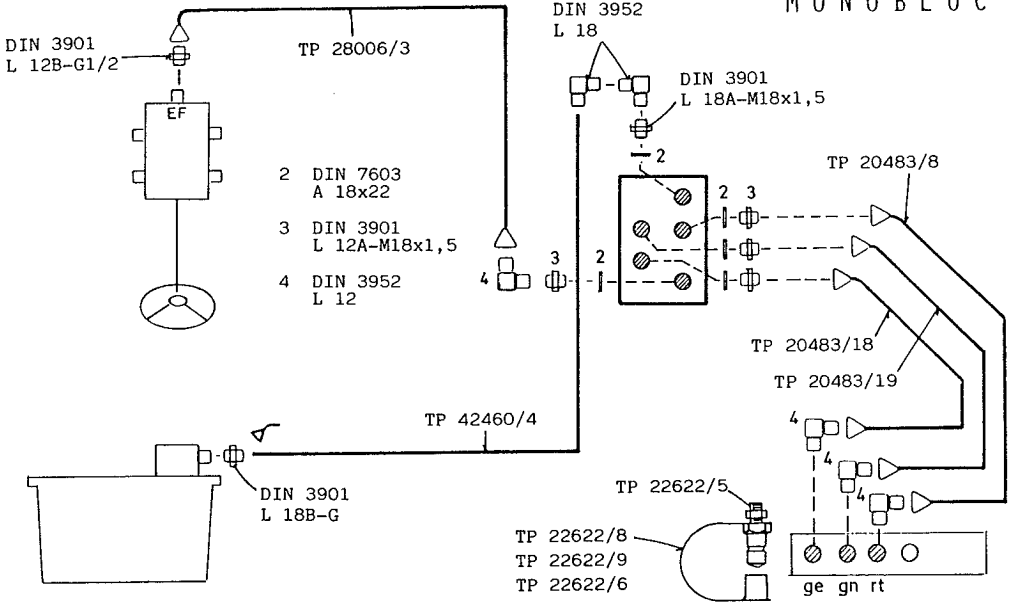 MONOBLOC
DIN 3952
L 18
DIN 3901
L 12B-G1/2
TP 28006/3
DIN 3901
L 18A-M18x1,5
EF
2
2 DIN 7603
A 18x22
3 DIN 3901
L 12A-M18x1,5
4 DIN 3952
L 12
TP 20483/8
2 3
4
3 2
TP 20483/18
TP 20483/19
TP 42460/4
4
4
4
DIN 3901
L 18B-G
TP 22622/5
TP 22622/8
TP 22622/9
TP 22622/6
ge gn rt